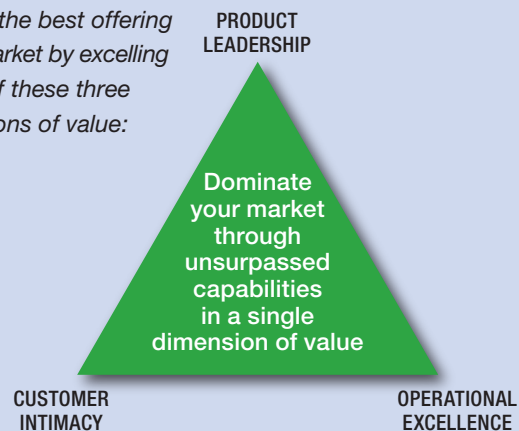 the best offering
arket by excelling
f these three
ons of value:
PRODUCT
LEADERSHIP
Dominate
your market
through
unsurpassed
capabilities
in a single
dimension of value
CUSTOMER
INTIMACY
OPERATIONAL
EXCELLENCE